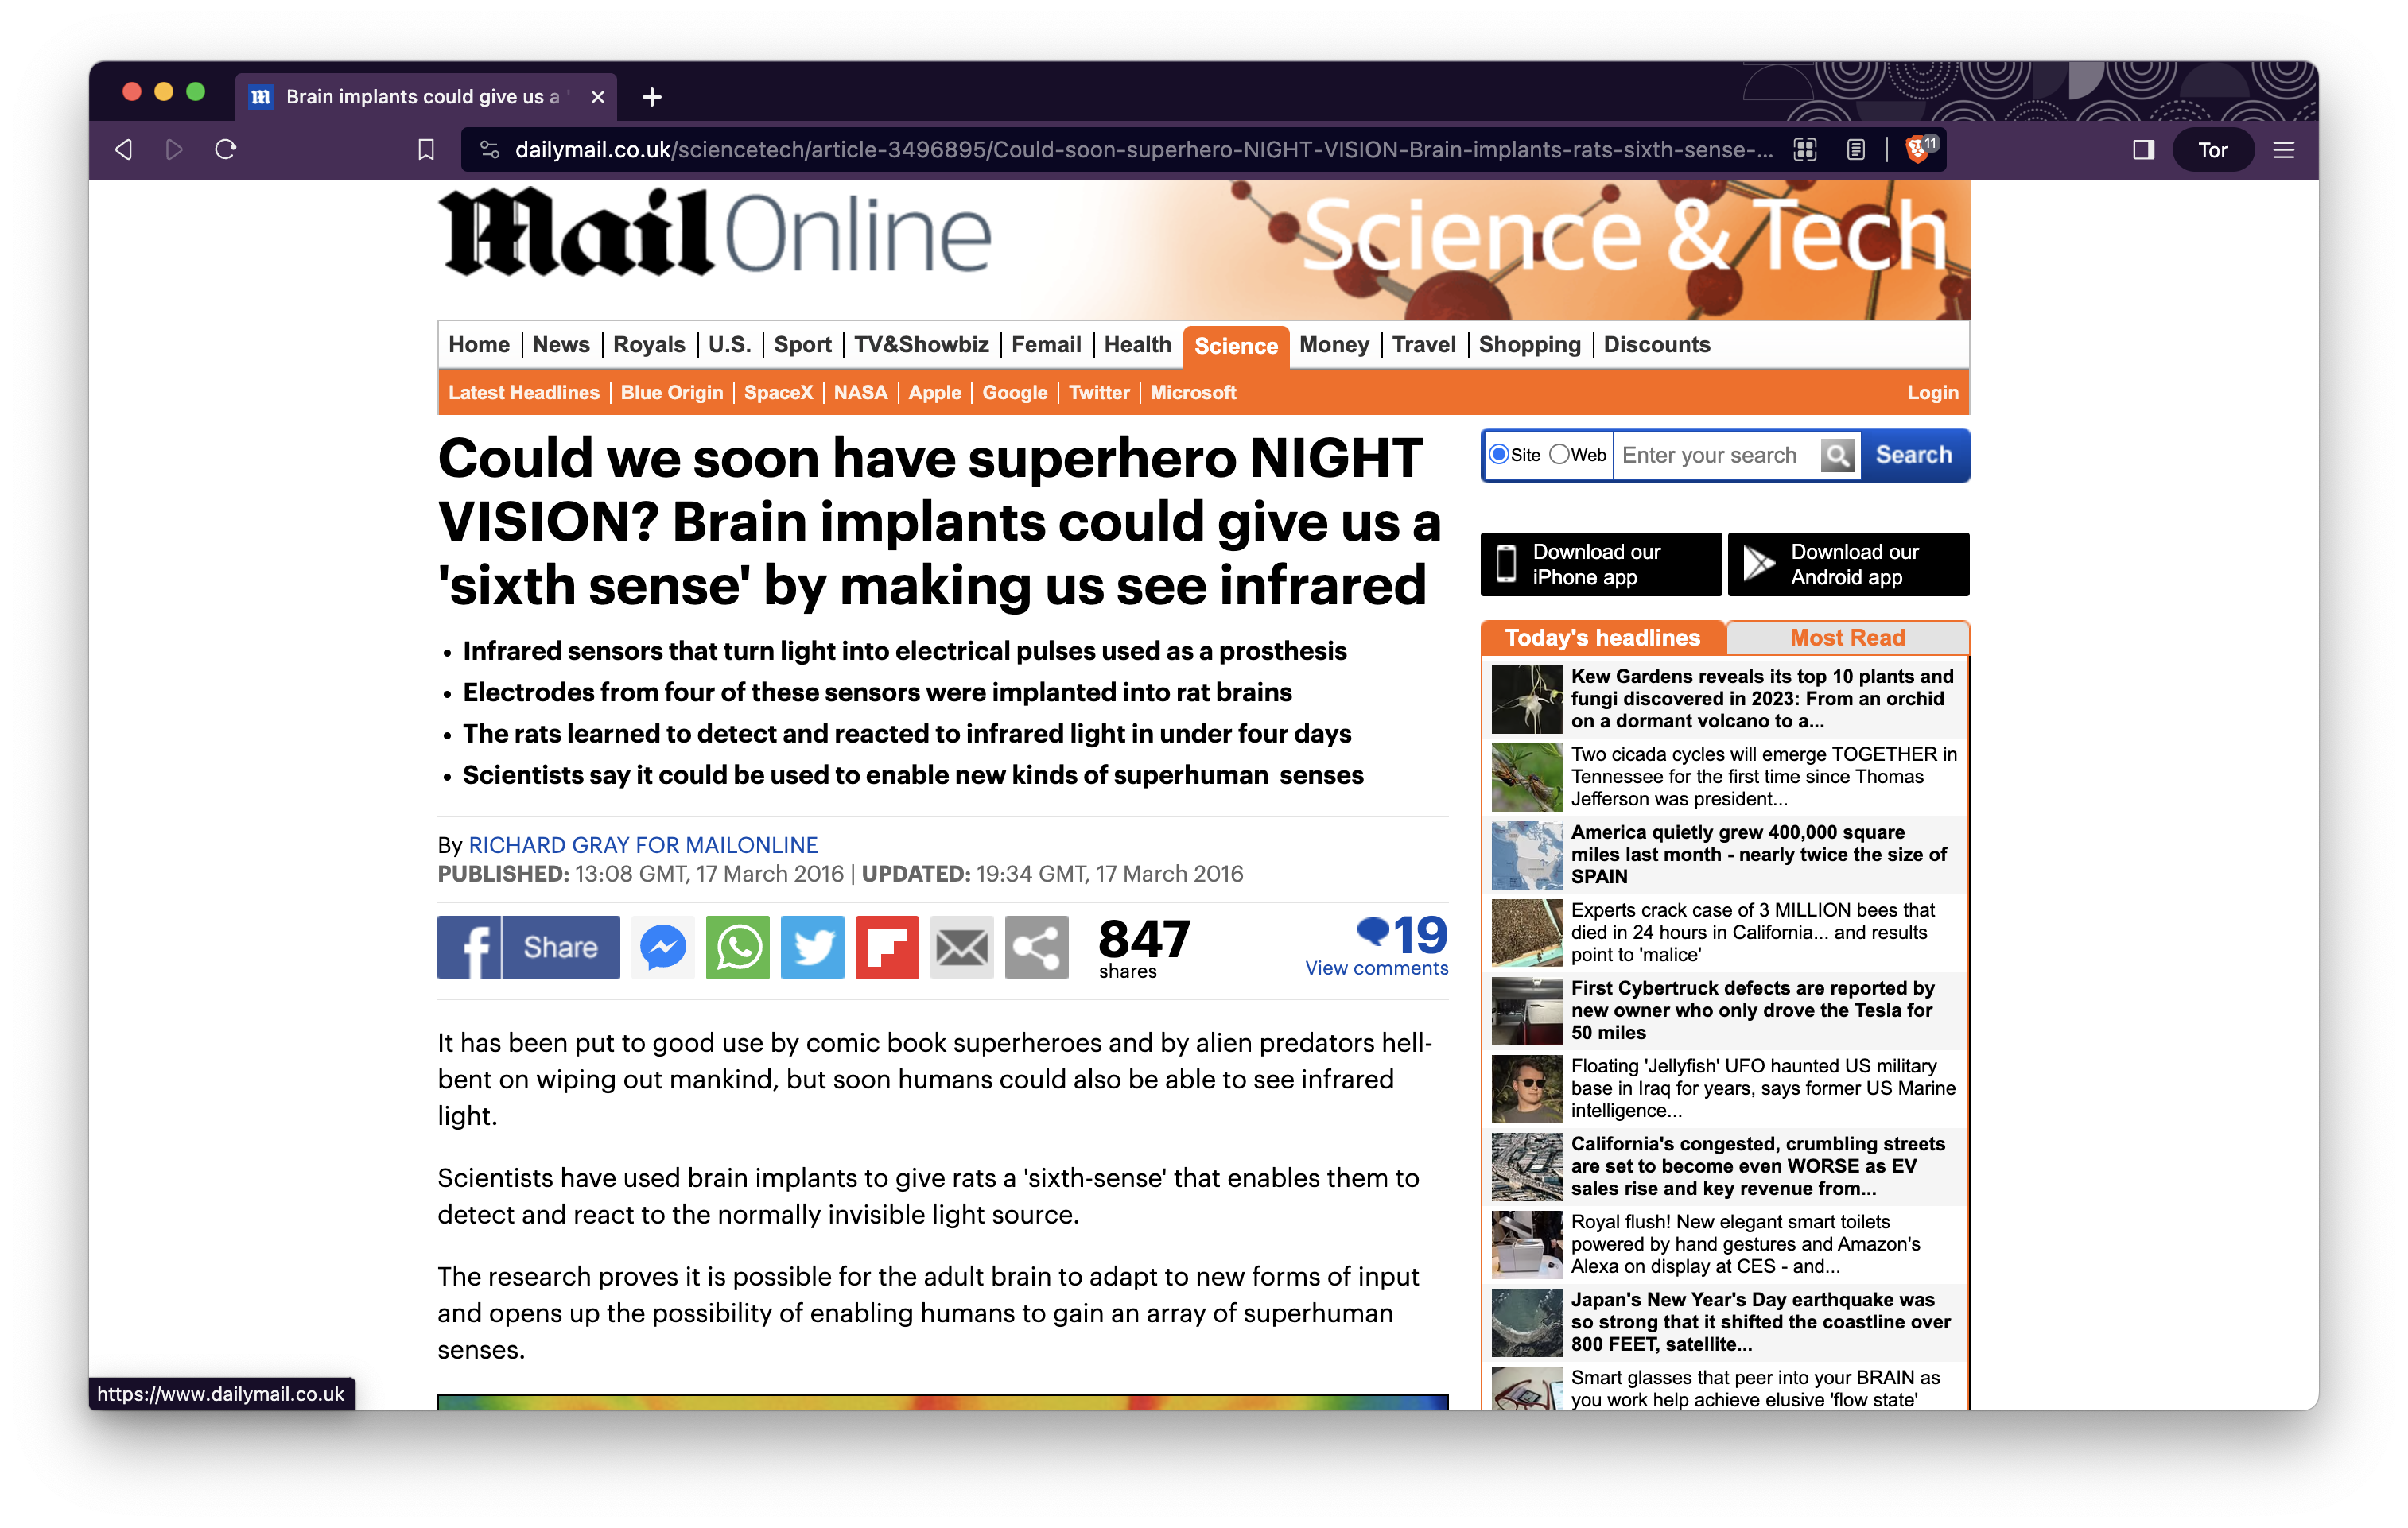 Brain implants could give us a '
dailymail.co.uk/sciencetech/article-3496895/Could-soon-superhero-NIGHT-VISION-Brain-implants-rats-sixth-sense-...
11
Tor
Mail Online
Science & Tech
Home News Royals U.S. Sport TV&Showbiz Femail Health Science Money Travel Shopping Discounts
Latest Headlines Blue Origin SpaceX NASA Apple Google Twitter Microsoft Login
Could we soon have superhero NIGHT
VISION? Brain implants could give us a
'sixth sense' by making us see infrared
• Infrared sensors that turn light into electrical pulses used as a prosthesis
• Electrodes from four of these sensors were implanted into rat brains
• The rats learned to detect and reacted to infrared light in under four days
• Scientists say it could be used to enable new kinds of superhuman senses
By RICHARD GRAY FOR MAILONLINE
PUBLISHED: 13:08 GMT, 17 March 2016 | UPDATED: 19:34 GMT, 17 March 2016
Share
847
shares
19
View comments
It has been put to good use by comic book superheroes and by alien predators hell-
bent on wiping out mankind, but soon humans could also be able to see infrared
light.
Scientists have used brain implants to give rats a 'sixth-sense' that enables them to
detect and react to the normally invisible light source.
The research proves it is possible for the adult brain to adapt to new forms of input
and opens up the possibility of enabling humans to gain an array of superhuman
senses.
Site Web Enter your search Search
Download our
iPhone app
Download our
Android app
Today's headlines Most Read
Kew Gardens reveals its top 10 plants and
fungi discovered in 2023: From an orchid
on a dormant volcano to a...
Two cicada cycles will emerge TOGETHER in
Tennessee for the first time since Thomas
Jefferson was president...
America quietly grew 400,000 square
miles last month - nearly twice the size of
SPAIN
Experts crack case of 3 MILLION bees that
died in 24 hours in California... and results
point to 'malice'
First Cybertruck defects are reported by
new owner who only drove the Tesla for
50 miles
Floating 'Jellyfish' UFO haunted US military
base in Iraq for years, says former US Marine
intelligence...
California's congested, crumbling streets
are set to become even WORSE as EV
sales rise and key revenue from...
Royal flush! New elegant smart toilets
powered by hand gestures and Amazon's
Alexa on display at CES - and...
Japan's New Year's Day earthquake was
so strong that it shifted the coastline over
800 FEET, satellite...
Smart glasses that peer into your BRAIN as
you work help achieve elusive 'flow state'
https://www.dailymail.co.uk